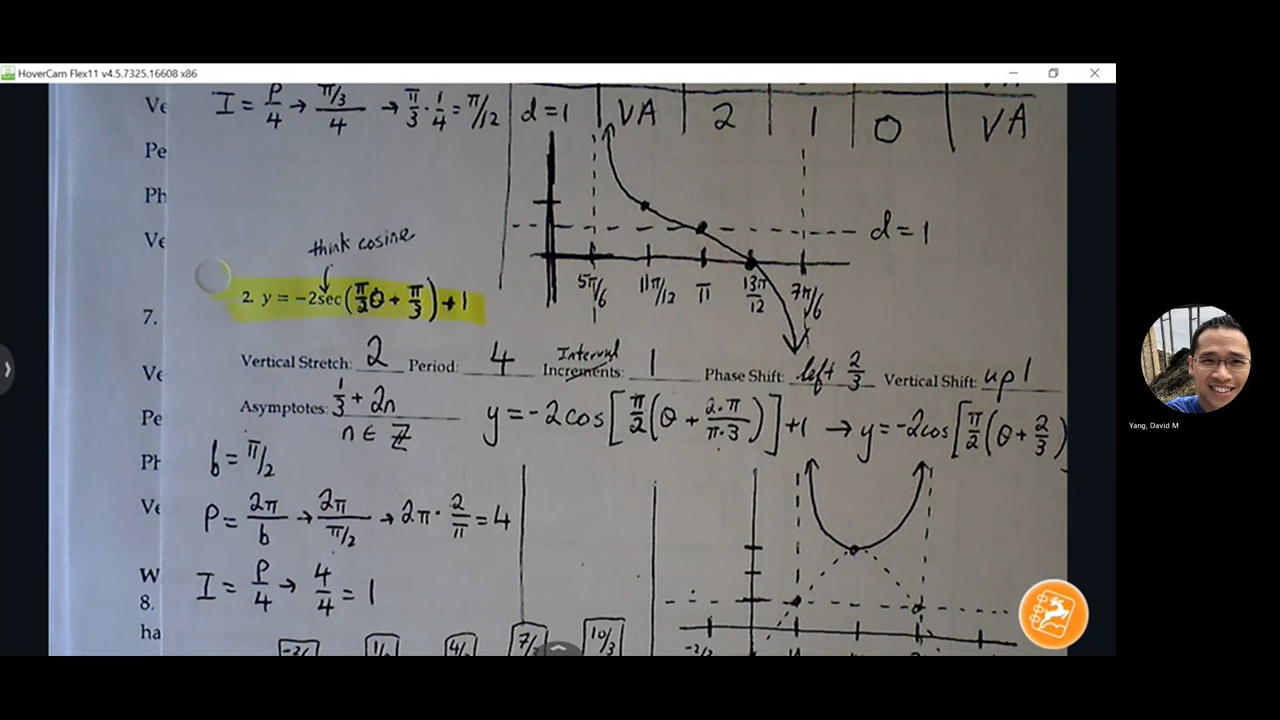 HoverCam Flex11 v4.5.7325.16608 x86
Ve
I = P/4 → (π/3)/4 → π/3 · 1/4 = π/12
d = 1 | VA | 2 | 1 | 0 | VA
Pe
Ph
Ve
d = 1
5π/6 11π/12 π 13π/12 7π/6
think cosine
2. y = -2sec(π/2 θ + π/3) + 1
7.
Interval
Vertical Stretch: 2 Period: 4 Increments: 1 Phase Shift: left 2/3 Vertical Shift: up 1
Ve
Asymptotes: 1/3 + 2n
n ∈ ℤ
y = -2cos[π/2(θ + 2·π/π·3)] + 1 → y = -2cos[π/2(θ + 2/3)]
Pe
b = π/2
Ph
Ve
P = 2π/b → 2π/(π/2) → 2π · 2/π = 4
W
I = P/4 → 4/4 = 1
8.
ha
10/3
-2/3
Yang, David M